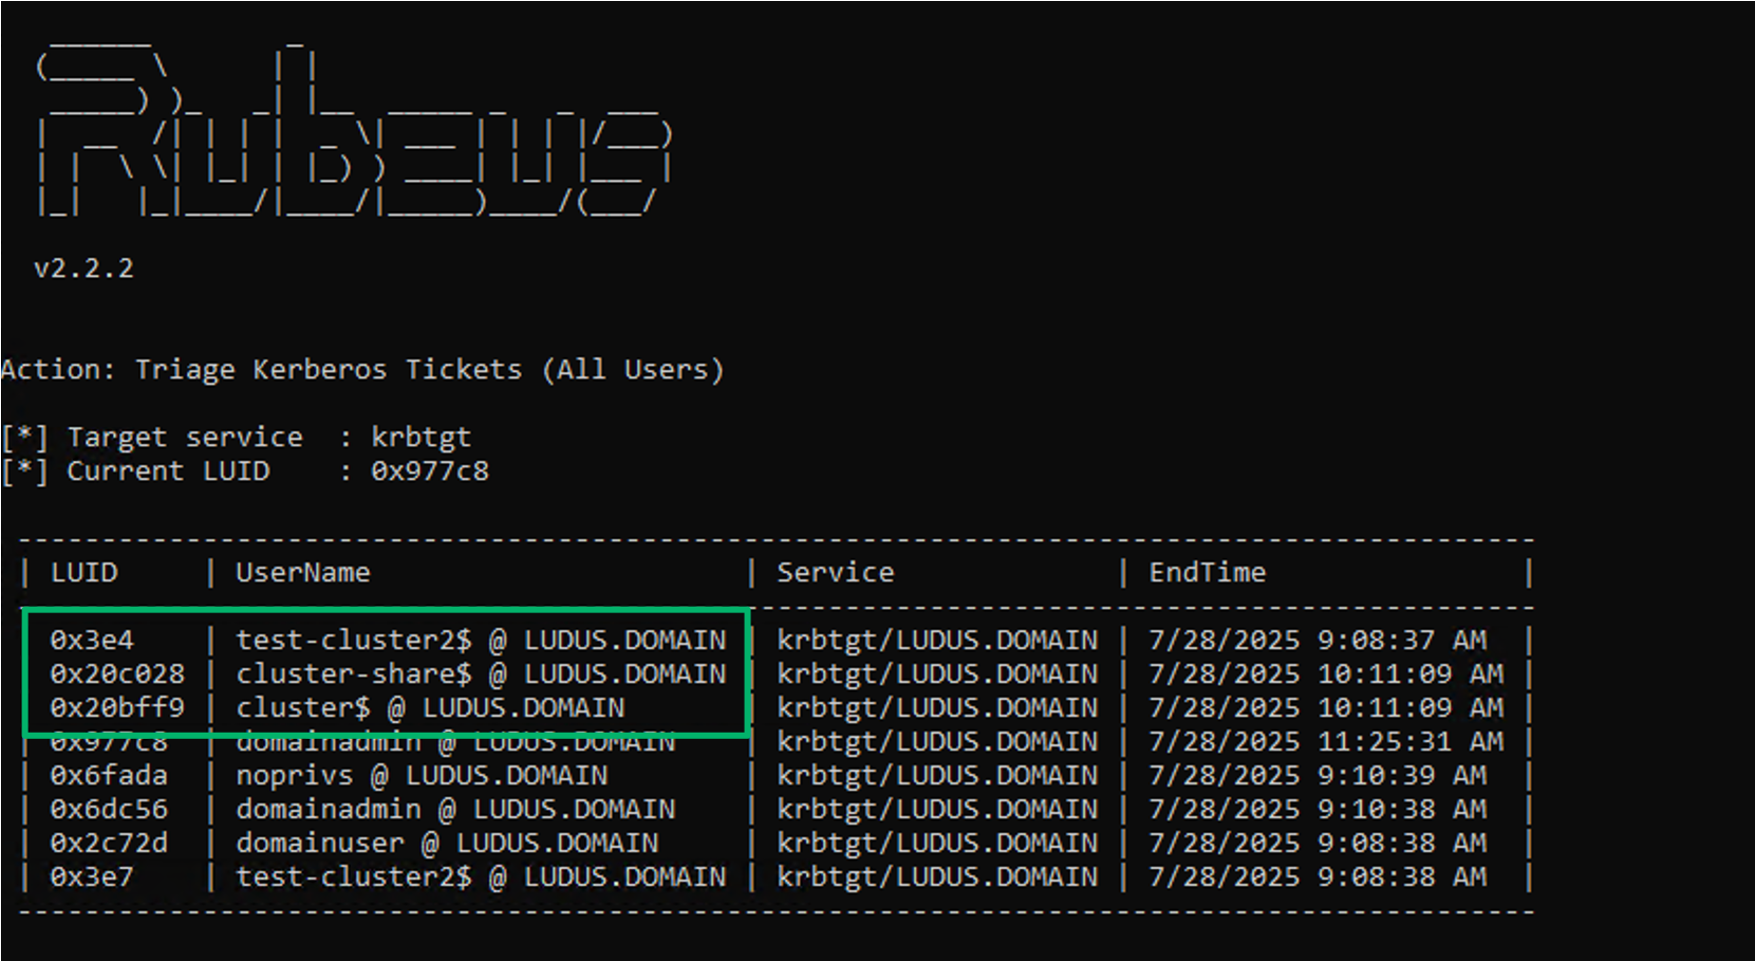 Rubeus
v2.2.2
Action: Triage Kerberos Tickets (All Users)
[*] Target service  : krbtgt
[*] Current LUID    : 0x977c8
| LUID | UserName | Service | EndTime |
| 0x3e4 | test-cluster2$ @ LUDUS.DOMAIN | krbtgt/LUDUS.DOMAIN | 7/28/2025 9:08:37 AM |
| 0x20c028 | cluster-share$ @ LUDUS.DOMAIN | krbtgt/LUDUS.DOMAIN | 7/28/2025 10:11:09 AM |
| 0x20bff9 | cluster$ @ LUDUS.DOMAIN | krbtgt/LUDUS.DOMAIN | 7/28/2025 10:11:09 AM |
| 0x977c8 | domainadmin @ LUDUS.DOMAIN | krbtgt/LUDUS.DOMAIN | 7/28/2025 11:25:31 AM |
| 0x6fada | noprivs @ LUDUS.DOMAIN | krbtgt/LUDUS.DOMAIN | 7/28/2025 9:10:39 AM |
| 0x6dc56 | domainadmin @ LUDUS.DOMAIN | krbtgt/LUDUS.DOMAIN | 7/28/2025 9:10:38 AM |
| 0x2c72d | domainuser @ LUDUS.DOMAIN | krbtgt/LUDUS.DOMAIN | 7/28/2025 9:08:38 AM |
| 0x3e7 | test-cluster2$ @ LUDUS.DOMAIN | krbtgt/LUDUS.DOMAIN | 7/28/2025 9:08:38 AM |